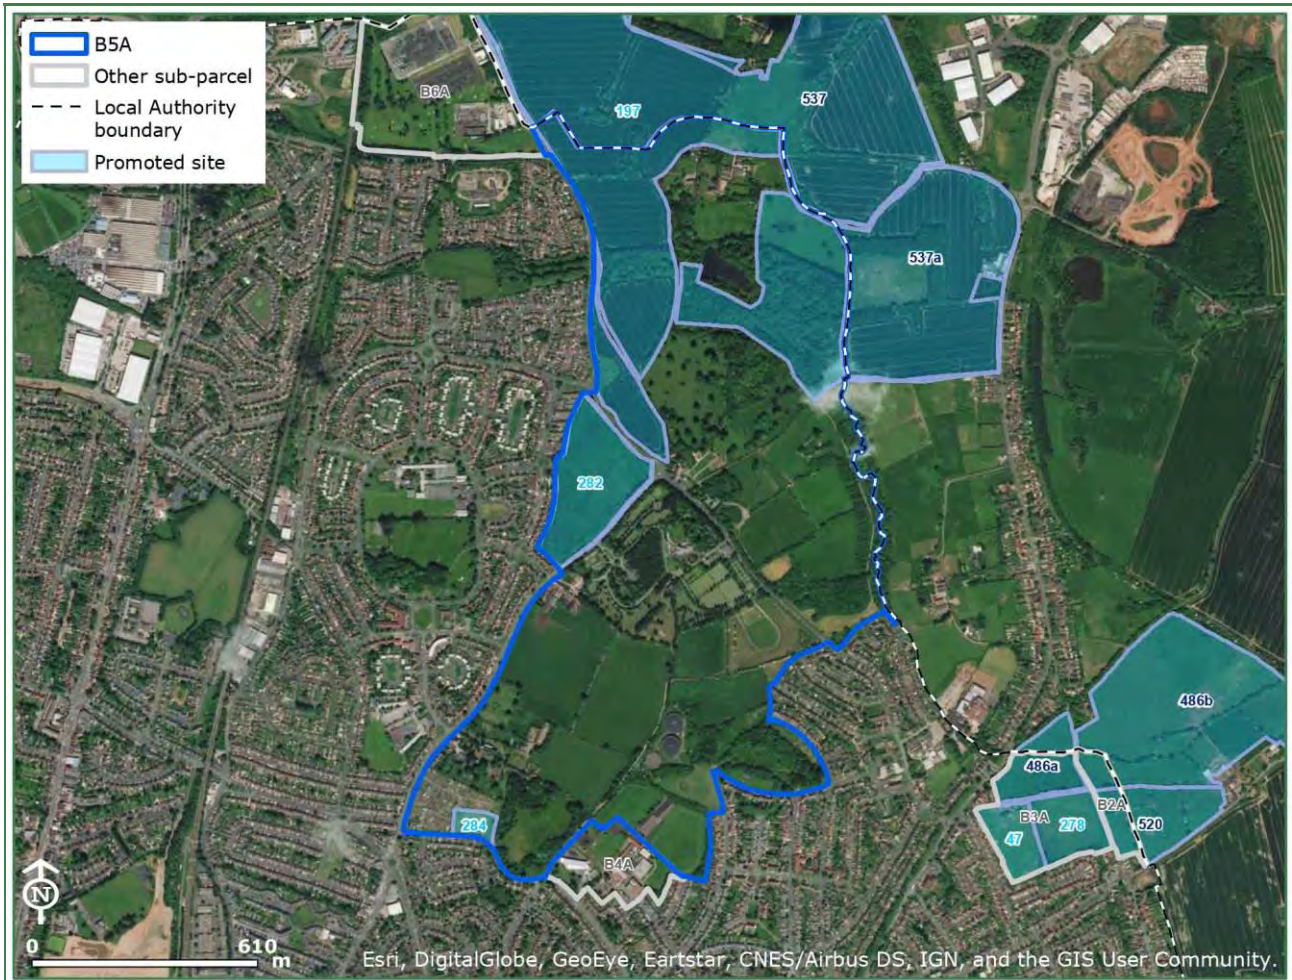 B5A
Other sub-parcel
Local Authority
boundary
Promoted site
B6A
197
537
537a
282
486b
486a
B2A
B3A
520
284
47
278
B4A
N
0
610
m
Esri, DigitalGlobe, GeoEye, Eartstar, CNES/Airbus DS, IGN, and the GIS User Community.